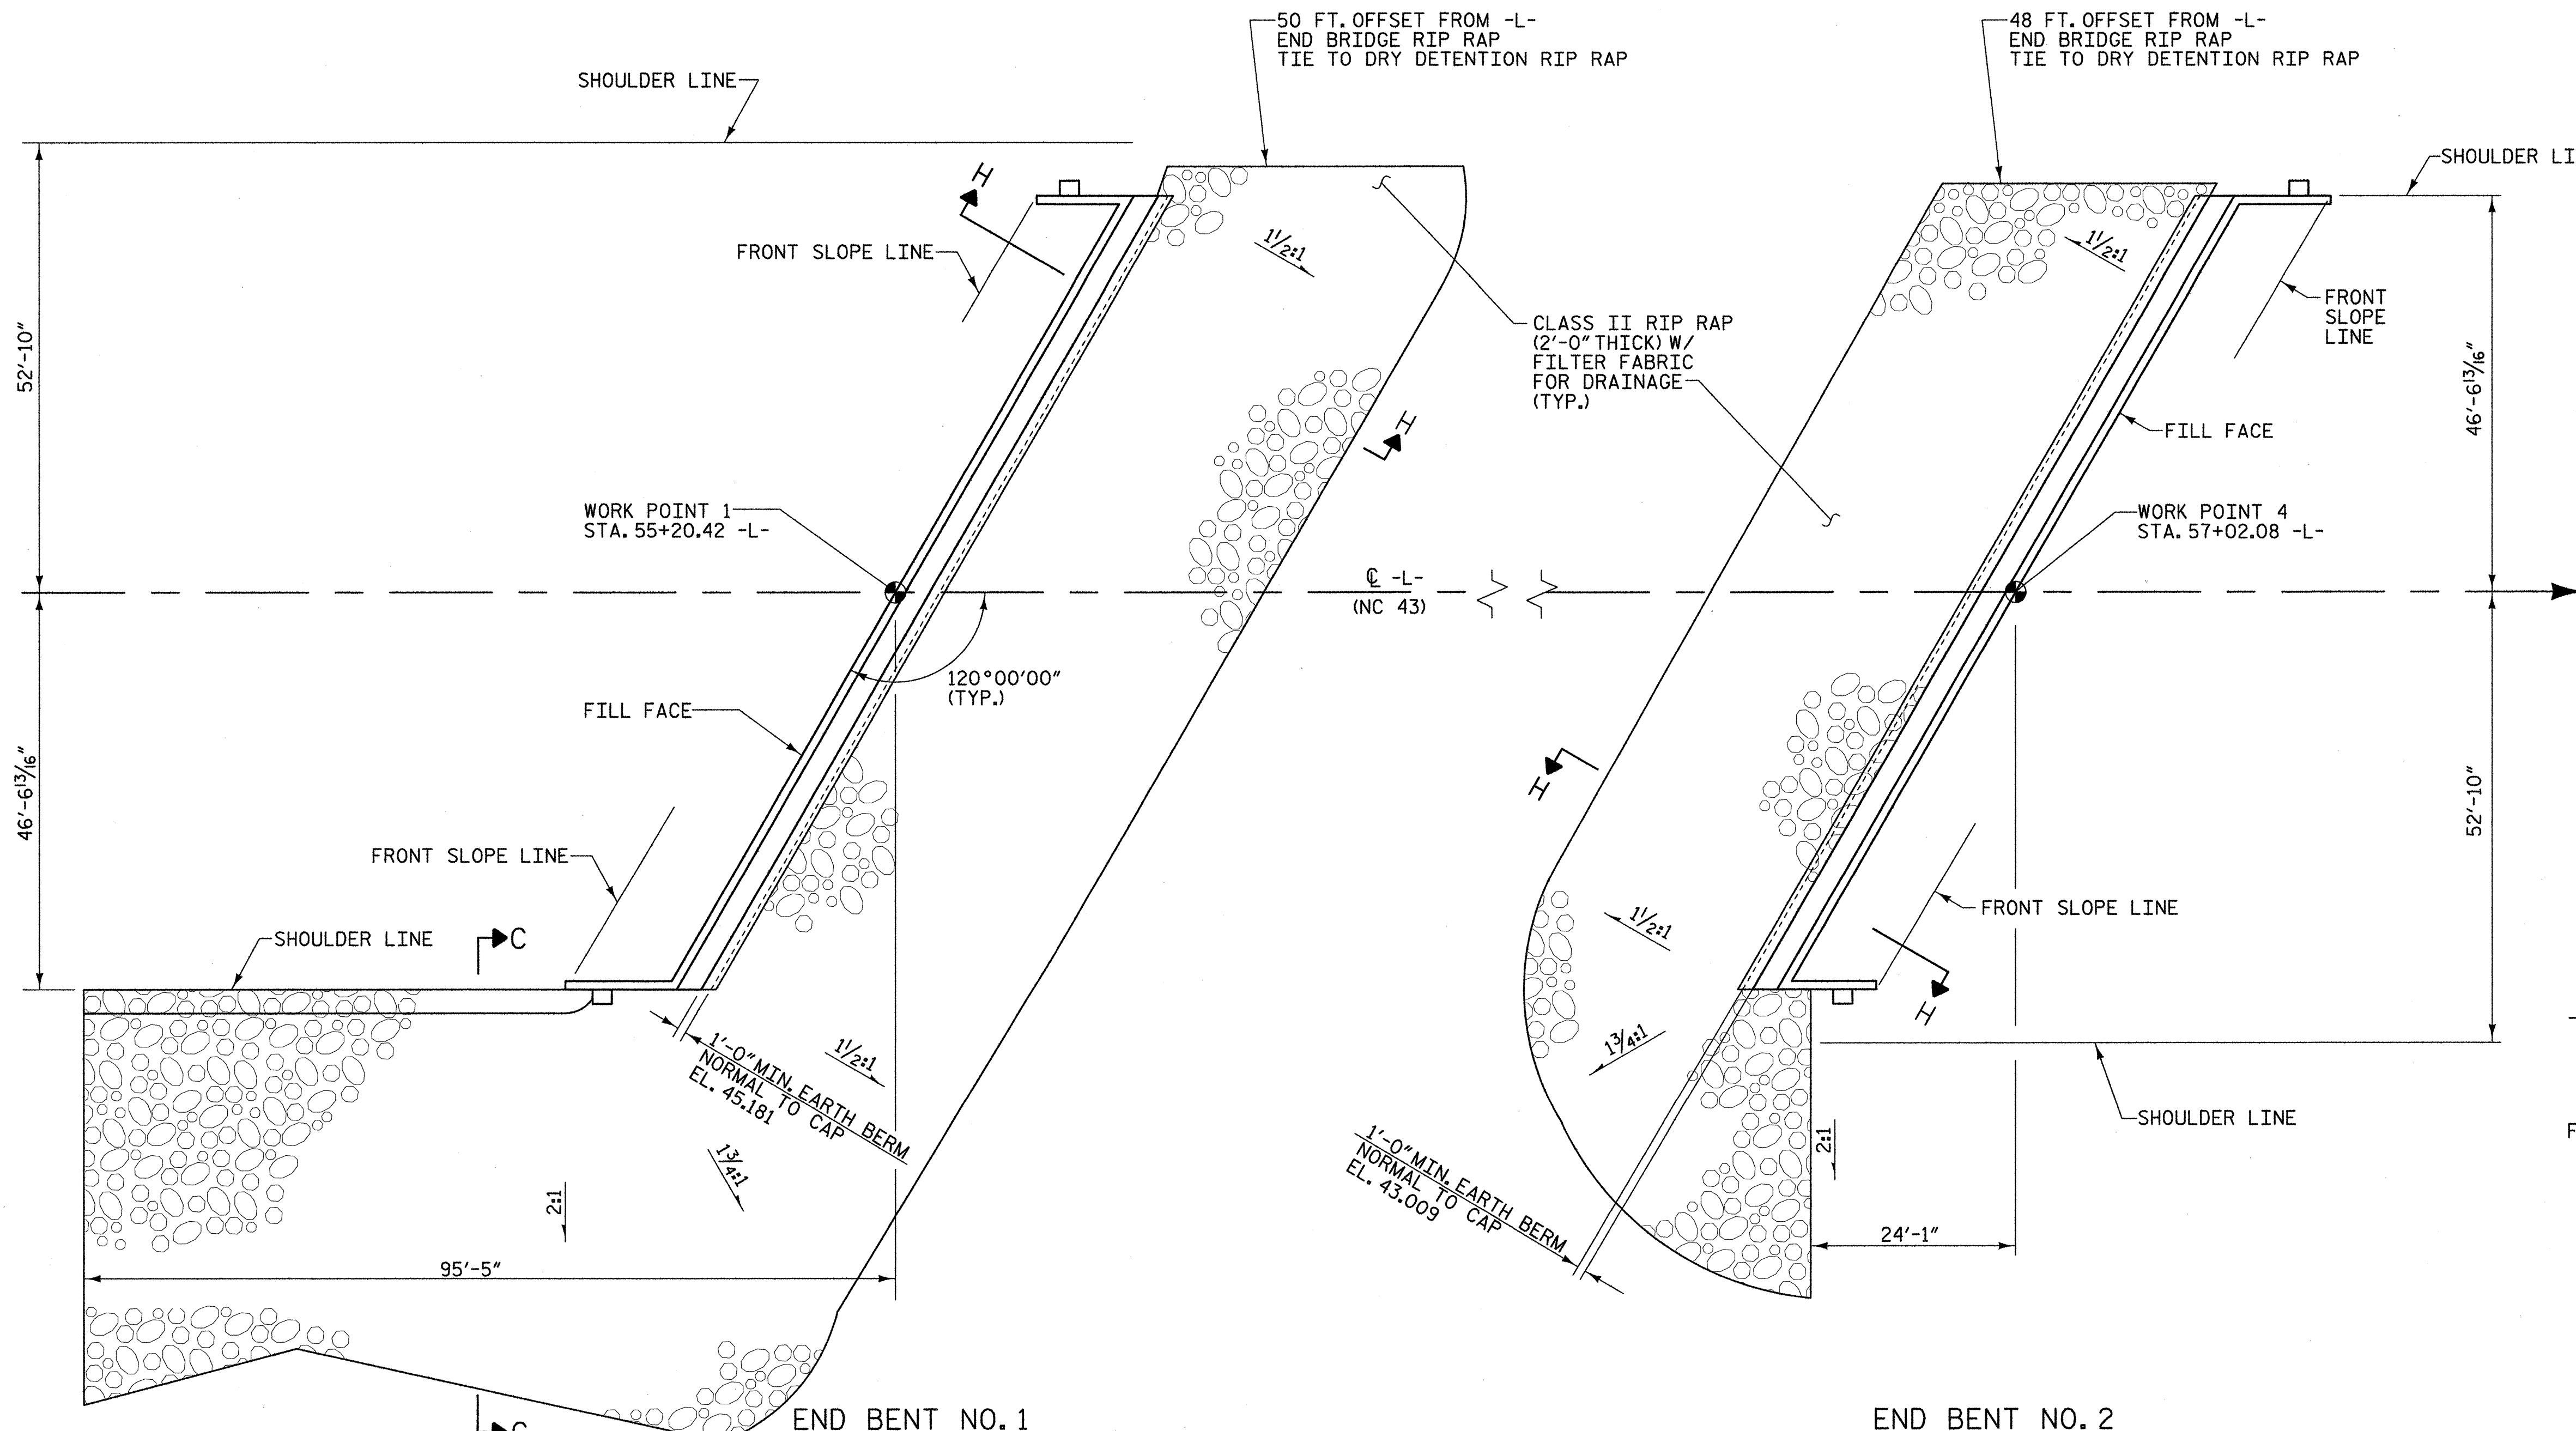 50 FT. OFFSET FROM -L-
END BRIDGE RIP RAP
TIE TO DRY DETENTION RIP RAP
48 FT. OFFSET FROM -L-
END BRIDGE RIP RAP
TIE TO DRY DETENTION RIP RAP
SHOULDER LINE
SHOULDER LI
H
FRONT SLOPE LINE
1½:1
1½:1
FRONT
SLOPE
LINE
CLASS II RIP RAP
(2'-0" THICK) W/
FILTER FABRIC
FOR DRAINAGE
(TYP.)
52'-10"
46'-6 13/16"
H
FILL FACE
WORK POINT 1
STA. 55+20.42 -L-
WORK POINT 4
STA. 57+02.08 -L-
℄ -L-
(NC 43)
120°00'00"
(TYP.)
FILL FACE
46'-6 13/16"
52'-10"
H
FRONT SLOPE LINE
FRONT SLOPE LINE
SHOULDER LINE
C
1½:1
H
1'-0" MIN. EARTH BERM
NORMAL TO CAP
EL. 45.181
1½:1
1¾:1
1¾:1
2:1
SHOULDER LINE
2:1
1'-0" MIN. EARTH BERM
NORMAL TO CAP
EL. 43.009
24'-1"
95'-5"
END BENT NO. 1
END BENT NO. 2